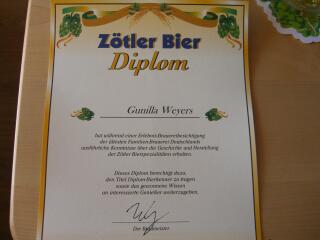 Zötler Bier
Diplom
Gunilla Weyers
hat während einer Erlebnis-Brauereibesichtigung
der ältesten Familien-Brauerei Deutschlands
ausführliche Kenntnisse über die Geschichte und Herstellung
der Zötler Bierspezialitäten erhalten.
Dieses Diplom berechtigt dazu,
den Titel Diplom-Bierkenner zu tragen
sowie das gewonnene Wissen
an interessierte Genießer weiterzugeben.
Der Braumeister